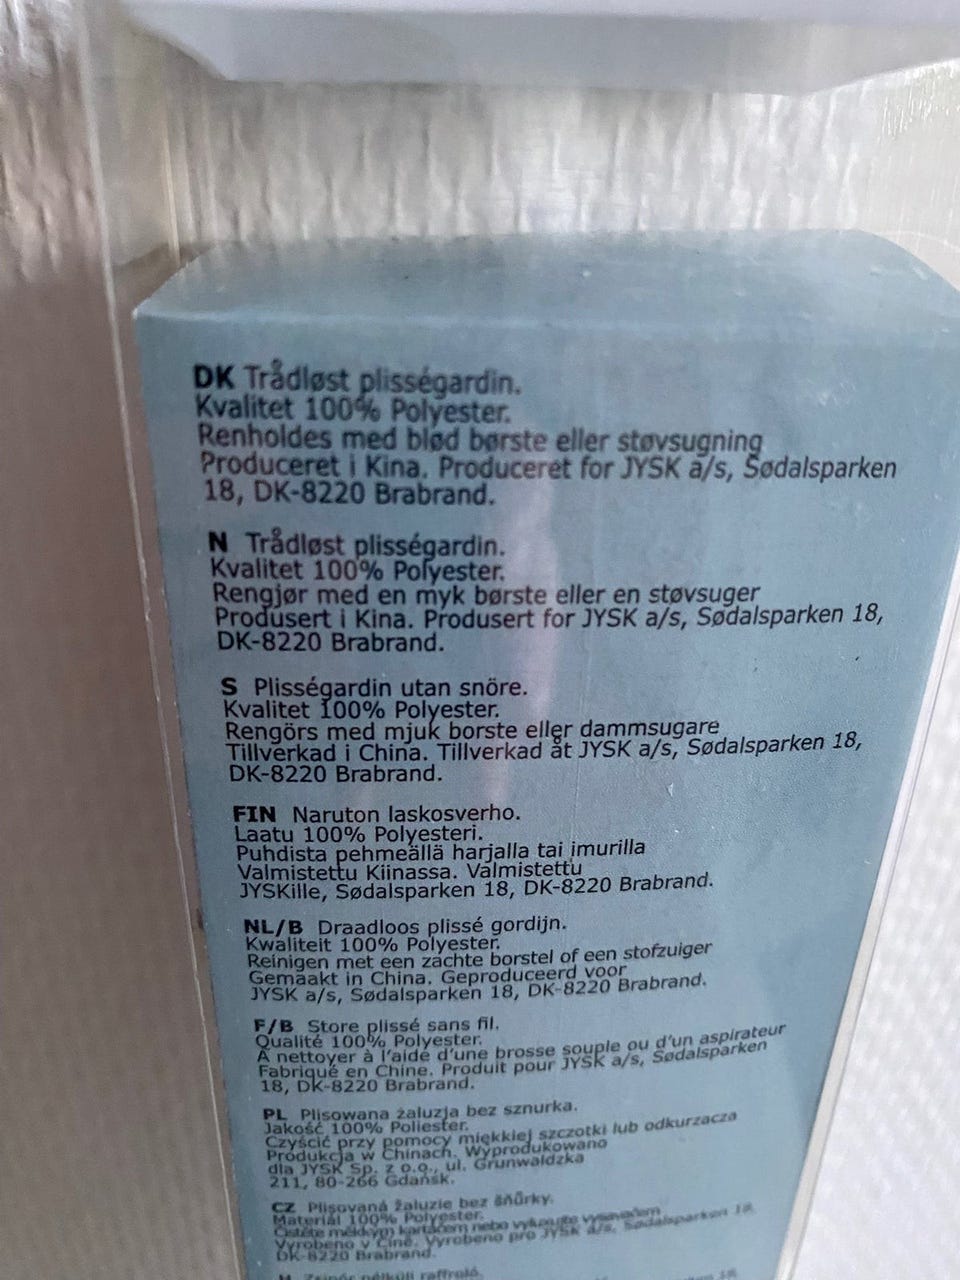 DK Trådløst plisségardin.
Kvalitet 100% Polyester.
Renholdes med blød børste eller støvsugning
Produceret i Kina. Produceret for JYSK a/s, Sødalsparken
18, DK-8220 Brabrand.
N Trådløst plisségardin.
Kvalitet 100% Polyester.
Rengjør med en myk børste eller en støvsuger
Produsert i Kina. Produsert for JYSK a/s, Sødalsparken 18,
DK-8220 Brabrand.
S Plisségardin utan snöre.
Kvalitet 100% Polyester.
Rengörs med mjuk borste eller dammsugare
Tillverkad i China. Tillverkad åt JYSK a/s, Sødalsparken 18,
DK-8220 Brabrand.
FIN Naruton laskosverho.
Laatu 100% Polyesteri.
Puhdista pehmeällä harjalla tai imurilla
Valmistettu Kiinassa. Valmistettu
JYSKille, Sødalsparken 18, DK-8220 Brabrand.
NL/B Draadloos plissé gordijn.
Kwaliteit 100% Polyester.
Reinigen met een zachte borstel of een stofzuiger
Gemaakt in China. Geproduceerd voor
JYSK a/s, Sødalsparken 18, DK-8220 Brabrand.
F/B Store plissé sans fil.
Qualité 100% Polyester.
A nettoyer à l'aide d'une brosse souple ou d'un aspirateur
Fabriqué en Chine. Produit pour JYSK a/s, Sødalsparken
18, DK-8220 Brabrand.
PL Plisowana żaluzja bez sznurka.
Jakość 100% Poliester.
Czyścić przy pomocy miękkiej szczotki lub odkurzacza
Produkcja w Chinach. Wyprodukowano
dla JYSK Sp. z o.o., ul. Grunwaldzka
211, 80-266 Gdańsk.
CZ Plisovaná žaluzie bez šňůrky.
Materiál 100% Polyester.
Čistěte měkkým kartáčem nebo vyluxujte vysavačem
Vyrobeno v Číně. Vyrobeno pro JYSK a/s, Sødalsparken 18,
DK-8220 Brabrand.
H Zsinór nélküli raffroló.